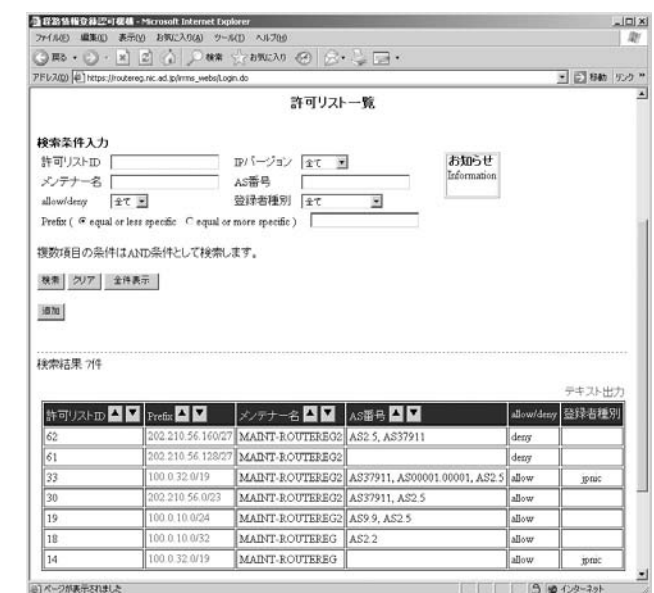 経路情報登録認可機構 - Microsoft Internet Explorer
ファイル(F) 編集(E) 表示(V) お気に入り(A) ツール(T) ヘルプ(H)
戻る 検索 お気に入り
アドレス(D) https://routereg.nic.ad.jp/irrms_webs/Login.do 移動 リンク »
許可リスト一覧
検索条件入力
許可リストID IPバージョン 全て
お知らせ
Information
メンテナー名 AS番号
allow/deny 全て 登録者種別 全て
Prefix ( equal or less specific equal or more specific )
複数項目の条件はAND条件として検索します。
検索 クリア 全件表示
追加
検索結果 7件
テキスト出力
許可リストID ▲ ▼ Prefix ▲ ▼ メンテナー名 ▲ ▼ AS番号 ▲ ▼ allow/deny 登録者種別
62 202.210.56.160/27 MAINT-ROUTEREG2 AS2.5, AS37911 deny
61 202.210.56.128/27 MAINT-ROUTEREG2 deny
33 100.0.32.0/19 MAINT-ROUTEREG2 AS37911, AS00001.00001, AS2.5 allow jpnic
30 202.210.56.0/23 MAINT-ROUTEREG2 AS37911, AS2.5 allow
19 100.0.10.0/24 MAINT-ROUTEREG2 AS9.9, AS2.5 allow
18 100.0.10.0/32 MAINT-ROUTEREG AS2.2 allow
14 100.0.32.0/19 MAINT-ROUTEREG allow jpnic
ページが表示されました インターネット